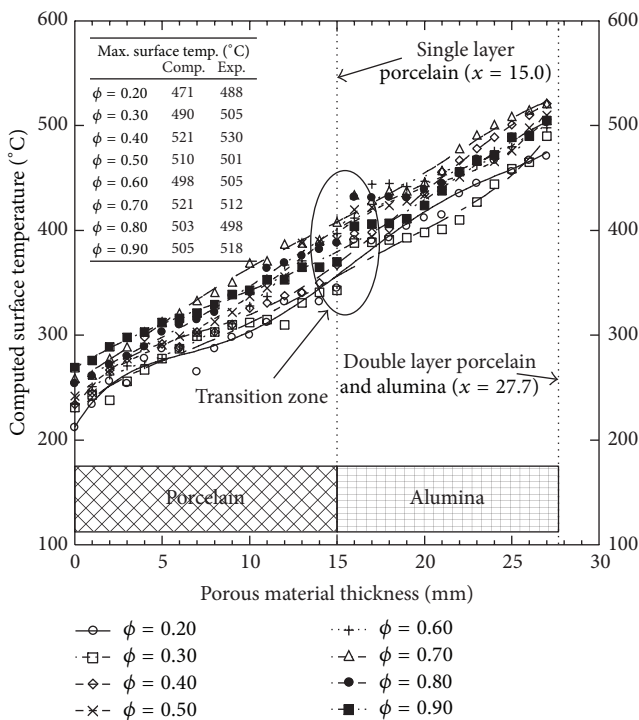 600
500
400
300
200
100
600
500
400
300
200
100
Computed surface temperature (°C)
Max. surface temp. (°C)
Comp. Exp.
ϕ = 0.20 471 488
ϕ = 0.30 490 505
ϕ = 0.40 521 530
ϕ = 0.50 510 501
ϕ = 0.60 498 505
ϕ = 0.70 521 512
ϕ = 0.80 503 498
ϕ = 0.90 505 518
Single layer
porcelain (x = 15.0)
Transition zone
Double layer porcelain
and alumina (x = 27.7)
Porcelain
Alumina
0 5 10 15 20 25 30
Porous material thickness (mm)
ϕ = 0.20
ϕ = 0.30
ϕ = 0.40
ϕ = 0.50
ϕ = 0.60
ϕ = 0.70
ϕ = 0.80
ϕ = 0.90